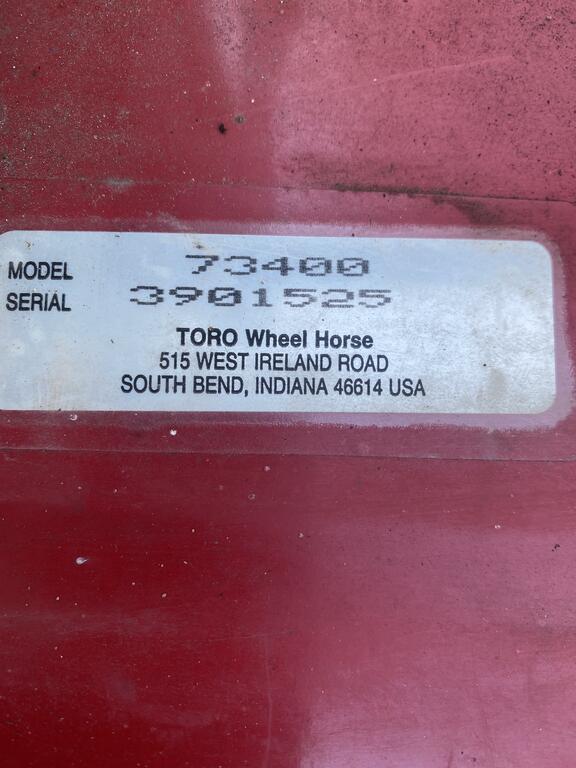 MODEL 73400
SERIAL 3901525
TORO Wheel Horse
515 WEST IRELAND ROAD
SOUTH BEND, INDIANA 46614 USA